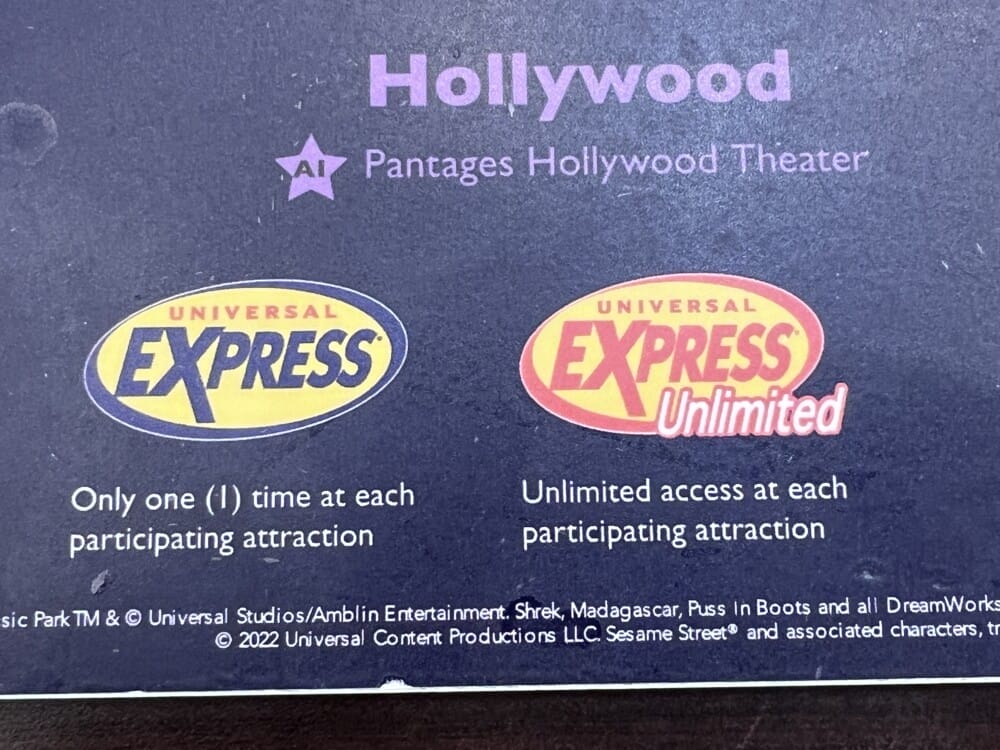 Hollywood
A1 Pantages Hollywood Theater
UNIVERSAL
EXPRESS
Only one (1) time at each
participating attraction
UNIVERSAL
EXPRESS
Unlimited
Unlimited access at each
participating attraction
sic Park TM & © Universal Studios/Amblin Entertainment. Shrek, Madagascar, Puss In Boots and all DreamWorks
© 2022 Universal Content Productions LLC. Sesame Street® and associated characters, tr